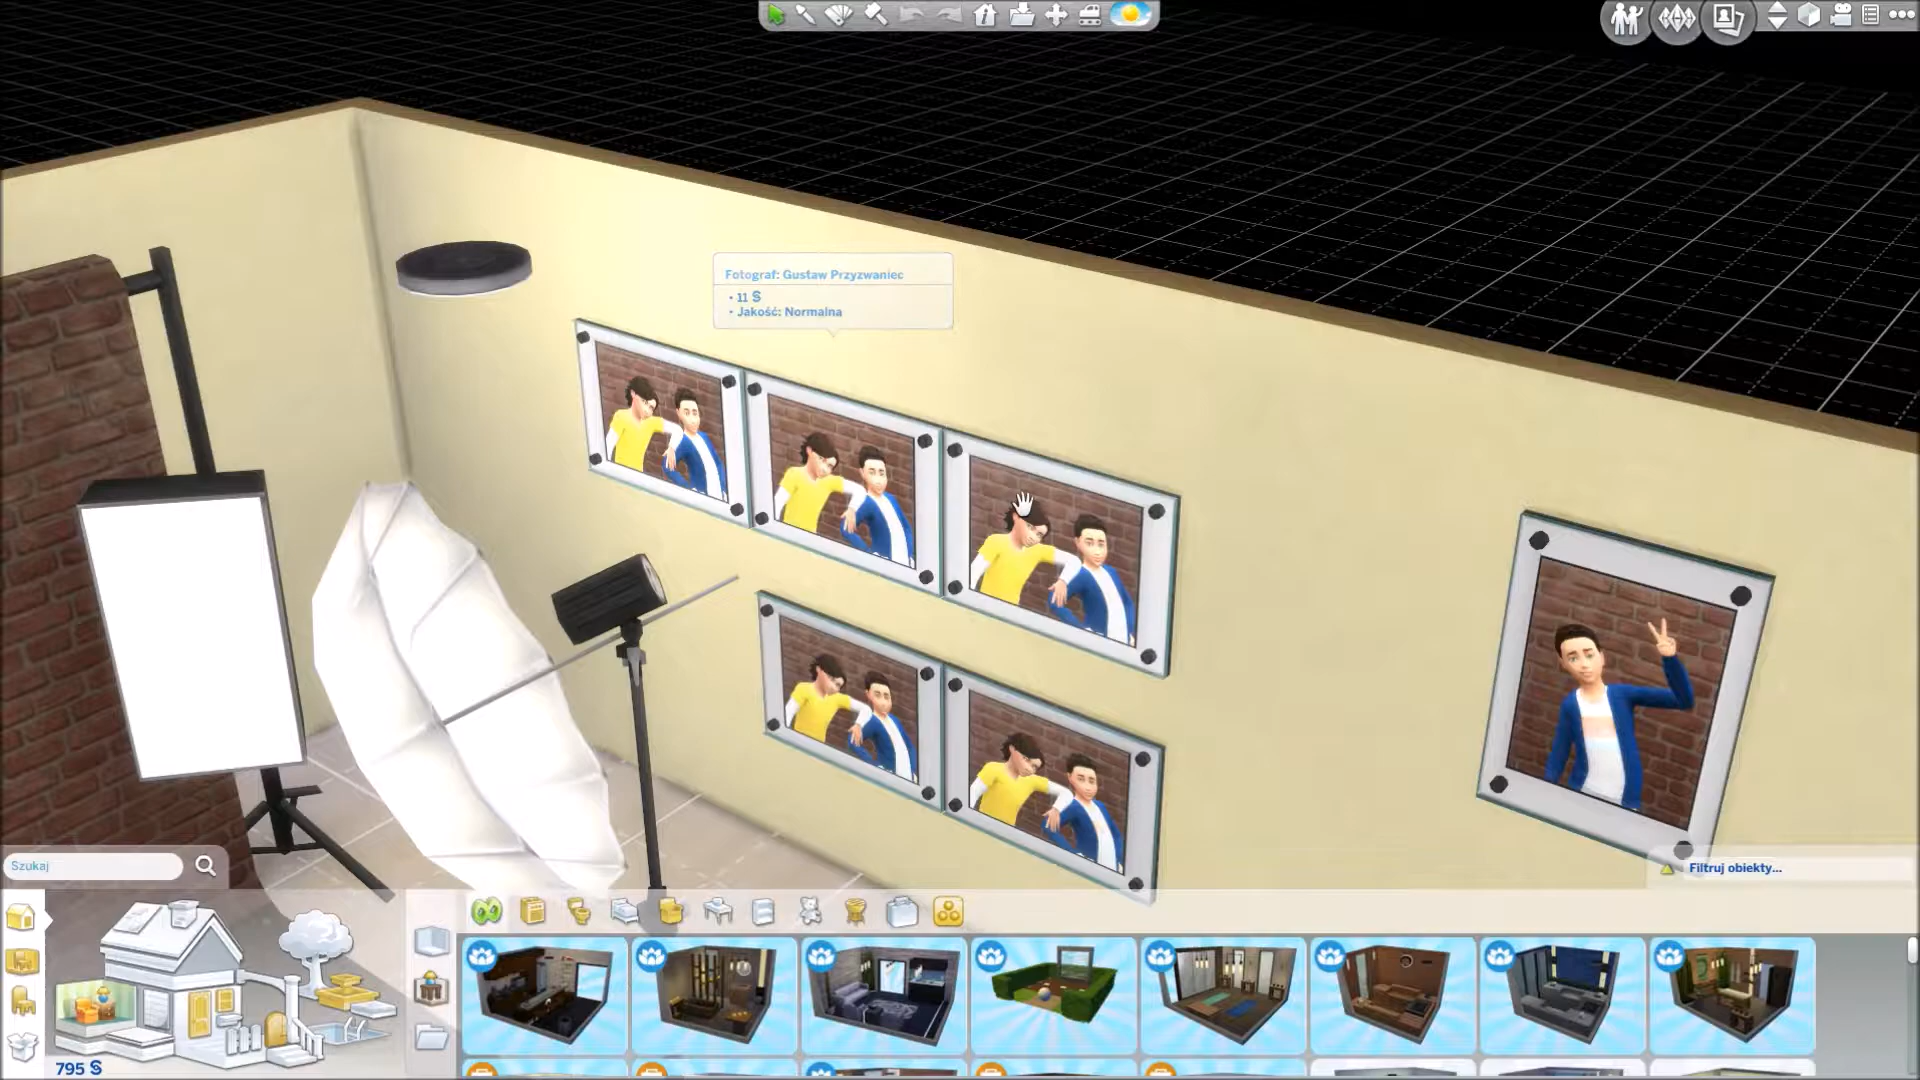 Fotograf: Gustaw Przyzwaniec
• 11 §
• Jakość: Normalna
Szukaj
Filtruj obiekty...
795 §